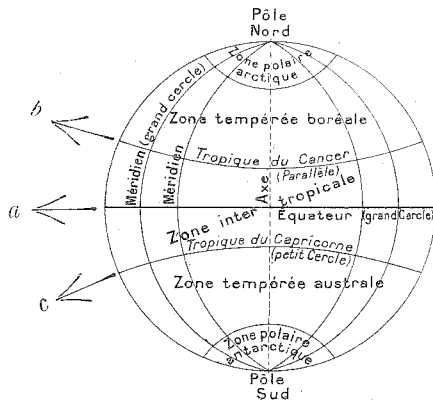 Pôle
Nord
Zone polaire
arctique
Méridien (grand cercle)
b
Zone tempérée boréale
Méridien
Tropique du Cancer
(Parallèle)
Axe
Zone inter tropicale
a
Équateur (grand Cercle)
Tropique du Capricorne
(petit Cercle)
c
Zone tempérée australe
Zone polaire
antarctique
Pôle
Sud